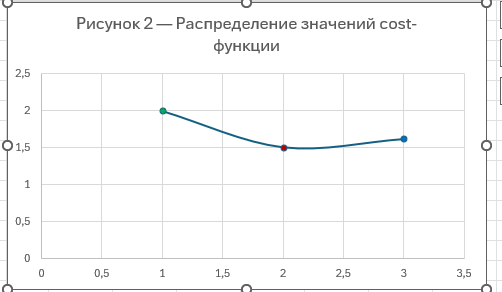 Рисунок 2 — Распределение значений cost-
функции
2,5
2
1,5
1
0,5
0
0 0,5 1 1,5 2 2,5 3 3,5